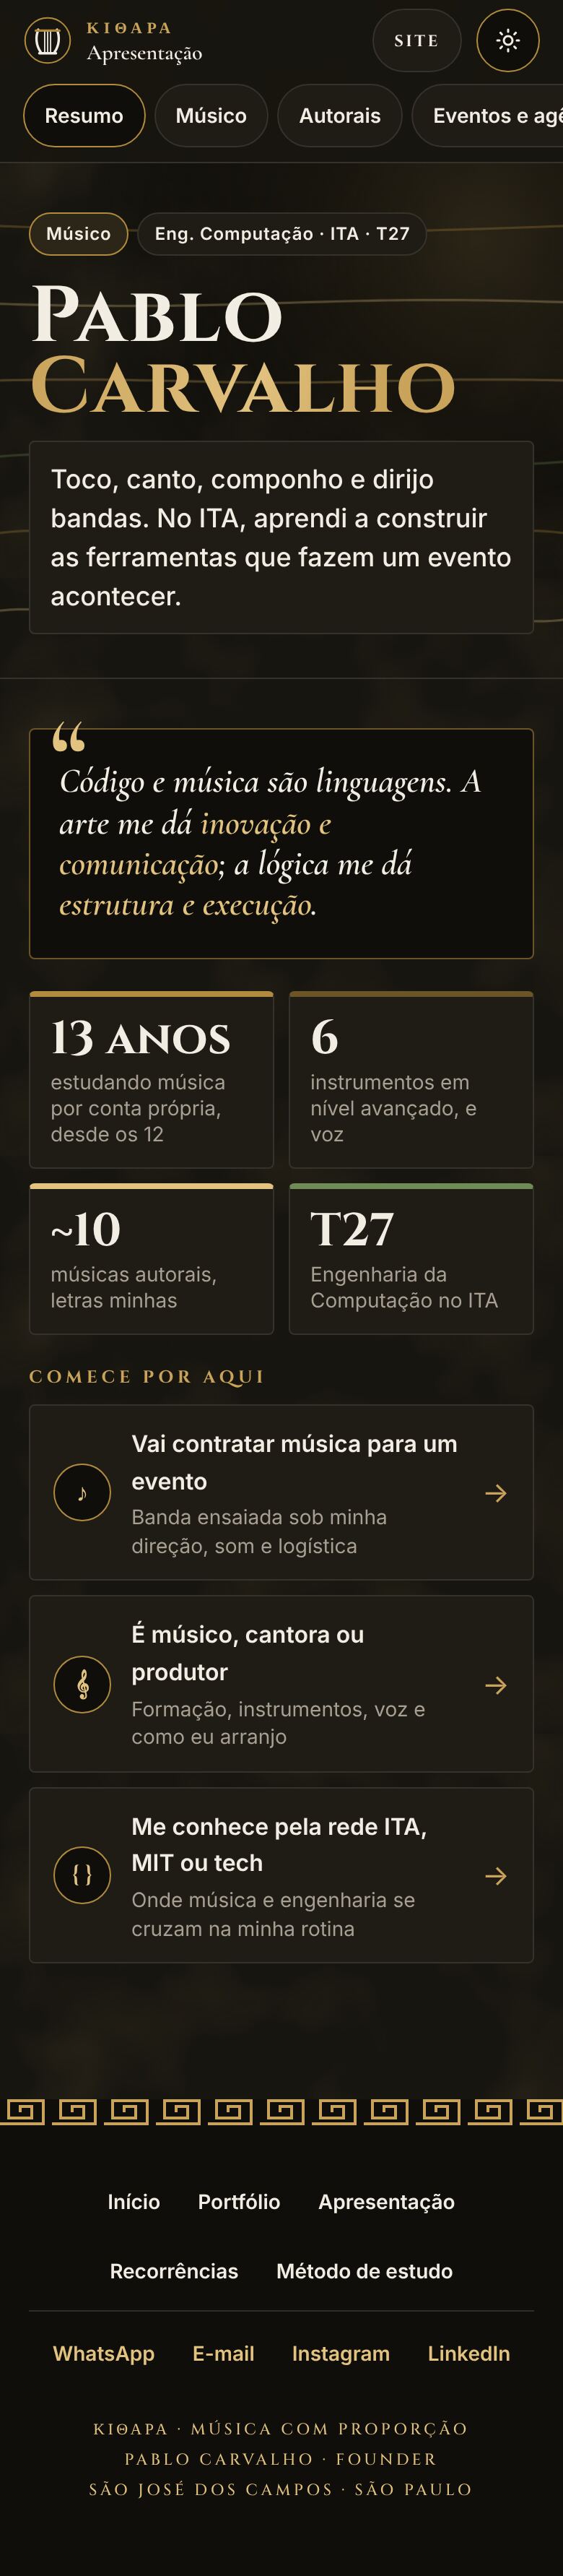 ΚΙΘΑΡΑ
Apresentação
SITE
Resumo
Músico
Autorais
Eventos e agê
Músico
Eng. Computação · ITA · T27
PABLO
CARVALHO
Toco, canto, componho e dirijo
bandas. No ITA, aprendi a construir
as ferramentas que fazem um evento
acontecer.
“
Código e música são linguagens. A
arte me dá inovação e
comunicação; a lógica me dá
estrutura e execução.
13 ANOS
estudando música
por conta própria,
desde os 12
6
instrumentos em
nível avançado, e
voz
~10
músicas autorais,
letras minhas
T27
Engenharia da
Computação no ITA
COMECE POR AQUI
♪
Vai contratar música para um
evento
Banda ensaiada sob minha
direção, som e logística
→
𝄞
É músico, cantora ou
produtor
Formação, instrumentos, voz e
como eu arranjo
→
{ }
Me conhece pela rede ITA,
MIT ou tech
Onde música e engenharia se
cruzam na minha rotina
→
Início Portfólio Apresentação
Recorrências Método de estudo
WhatsApp E-mail Instagram LinkedIn
ΚΙΘΑΡΑ · MÚSICA COM PROPORÇÃO
PABLO CARVALHO · FOUNDER
SÃO JOSÉ DOS CAMPOS · SÃO PAULO